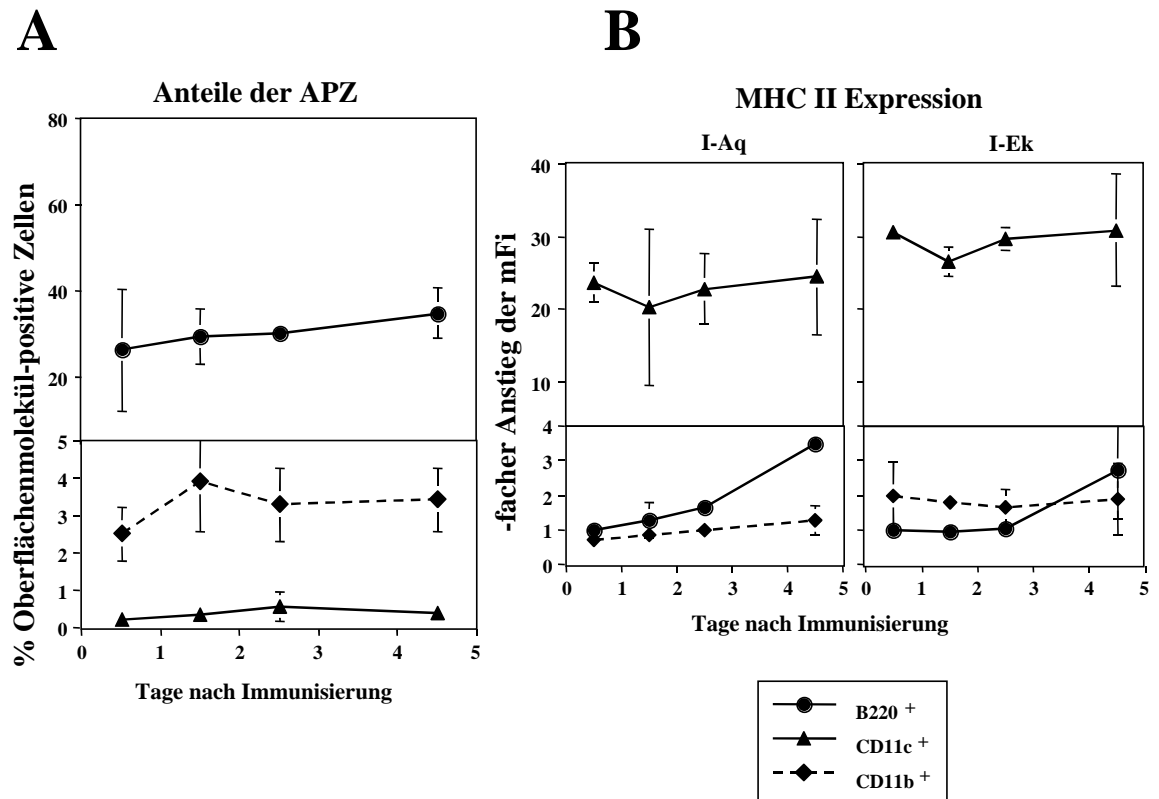 A
Anteile der APZ
% Oberflächenmolekül-positive Zellen
80
60
40
20
5
4
3
2
1
0
0 1 2 3 4 5
Tage nach Immunisierung
B
MHC II Expression
I-Aq
I-Ek
-facher Anstieg der mFi
40
30
20
10
4
3
2
1
0
0 1 2 3 4 5
0 1 2 3 4 5
Tage nach Immunisierung
B220 +
CD11c +
CD11b +